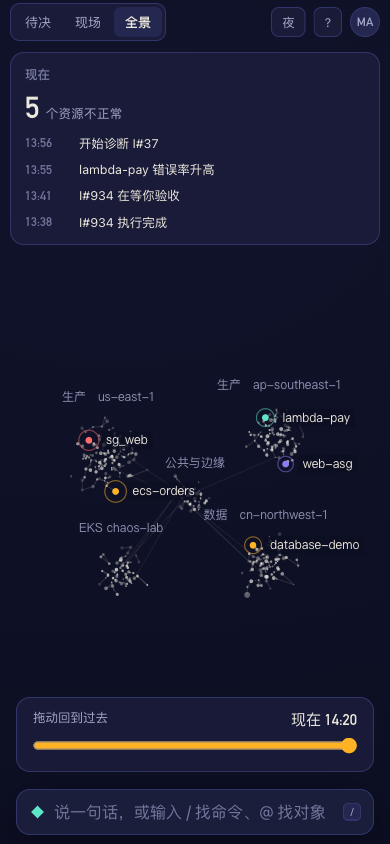 待决 现场 全景 夜 ? MA
现在
5 个资源不正常
13:56 开始诊断 I#37
13:55 lambda-pay 错误率升高
13:41 I#934 在等你验收
13:38 I#934 执行完成
生产 ap-southeast-1
生产 us-east-1
lambda-pay
sg_web
公共与边缘
web-asg
ecs-orders
数据 cn-northwest-1
EKS chaos-lab
database-demo
拖动回到过去 现在 14:20
说一句话，或输入 / 找命令、@ 找对象 /